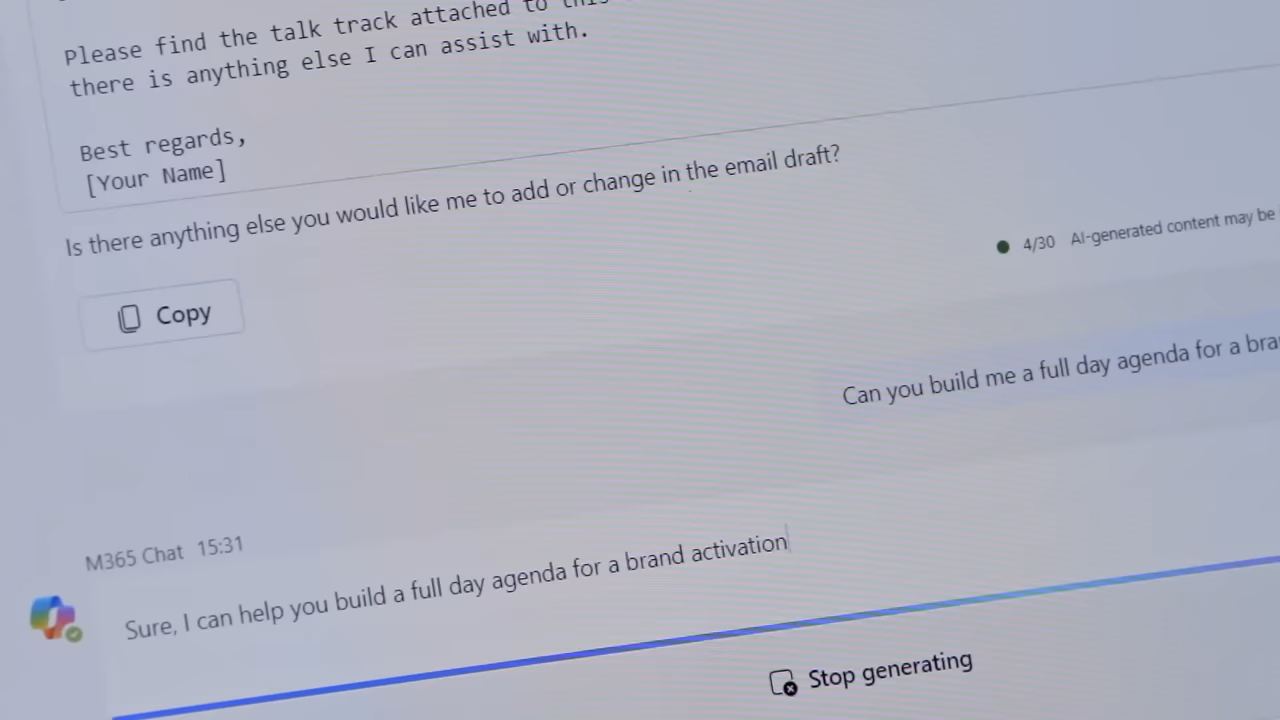 Please find the talk track attached to this
there is anything else I can assist with.
Best regards,
[Your Name]
Is there anything else you would like me to add or change in the email draft?
4/30 AI-generated content may be
Copy
Can you build me a full day agenda for a
M365 Chat 15:31
Sure, I can help you build a full day agenda for a brand activation
Stop generating